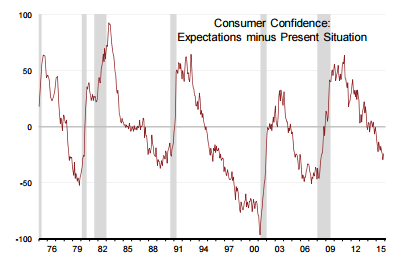 Consumer Confidence:
Expectations minus Present Situation
100
50
0
-50
-100
76 79 82 85 88 91 94 97 00 03 06 09 12 15